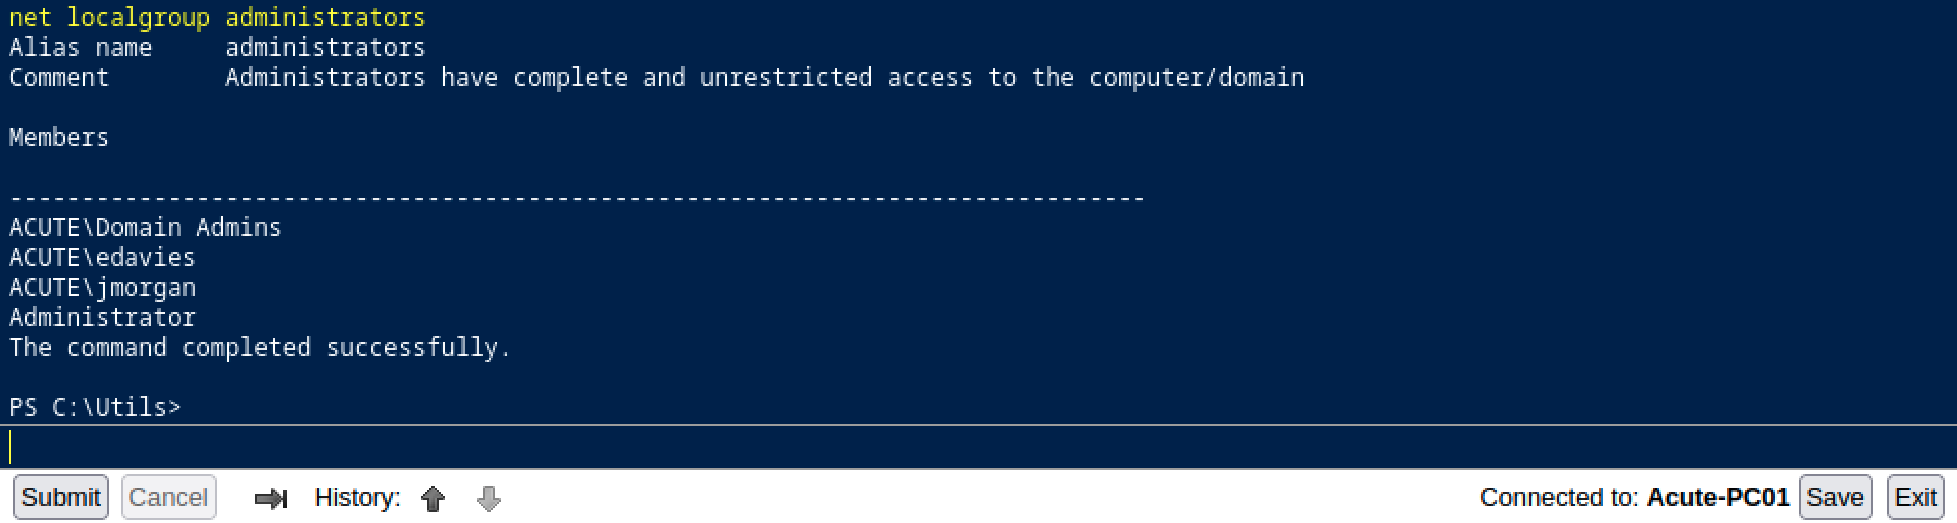 net localgroup administrators
Alias name     administrators
Comment        Administrators have complete and unrestricted access to the computer/domain
Members
-------------------------------------------------------------------------------
ACUTE\Domain Admins
ACUTE\edavies
ACUTE\jmorgan
Administrator
The command completed successfully.
PS C:\Utils>
Submit Cancel History: Connected to: Acute-PC01 Save Exit